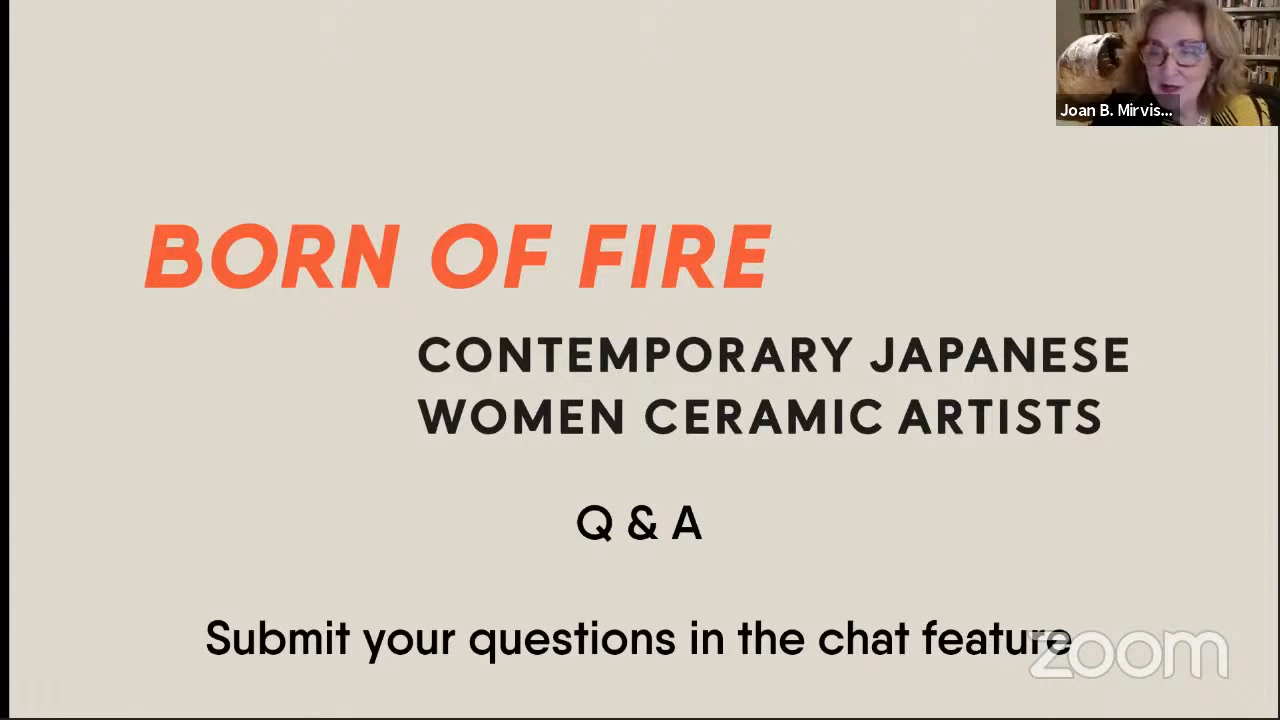 Joan B. Mirvis...
BORN OF FIRE
CONTEMPORARY JAPANESE
WOMEN CERAMIC ARTISTS
Q & A
Submit your questions in the chat feature
zoom